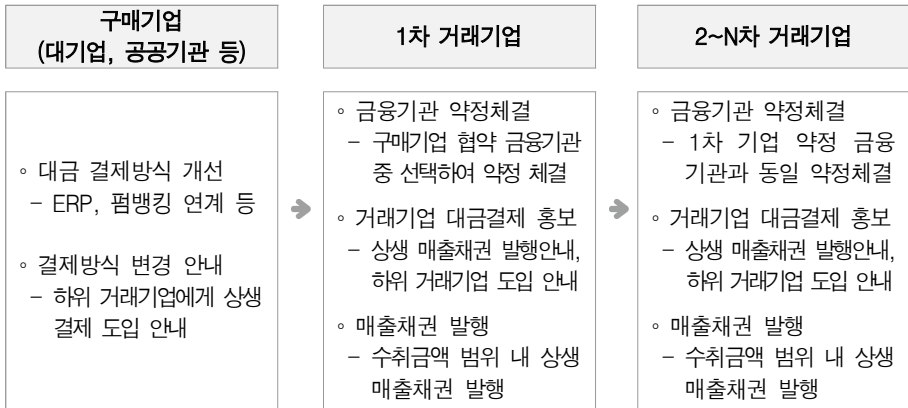 구매기업
(대기업, 공공기관 등)
◦ 대금 결제방식 개선
– ERP, 펌뱅킹 연계 등
◦ 결제방식 변경 안내
– 하위 거래기업에게 상생
결제 도입 안내
1차 거래기업
◦ 금융기관 약정체결
– 구매기업 협약 금융기관
중 선택하여 약정 체결
◦ 거래기업 대금결제 홍보
– 상생 매출채권 발행안내,
하위 거래기업 도입 안내
◦ 매출채권 발행
– 수취금액 범위 내 상생
매출채권 발행
2~N차 거래기업
◦ 금융기관 약정체결
– 1차 기업 약정 금융
기관과 동일 약정체결
◦ 거래기업 대금결제 홍보
– 상생 매출채권 발행안내,
하위 거래기업 도입 안내
◦ 매출채권 발행
– 수취금액 범위 내 상생
매출채권 발행